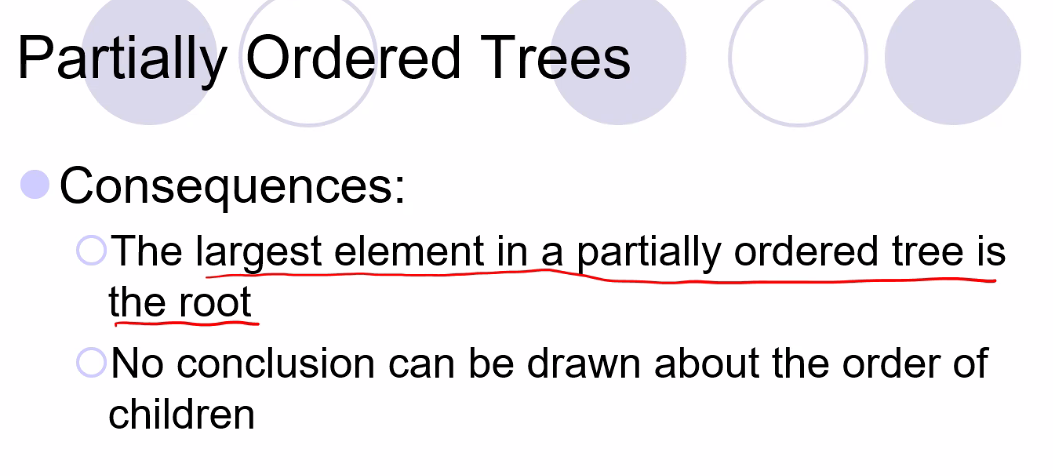 Partially Ordered Trees
Consequences:
The largest element in a partially ordered tree is
the root
No conclusion can be drawn about the order of
children